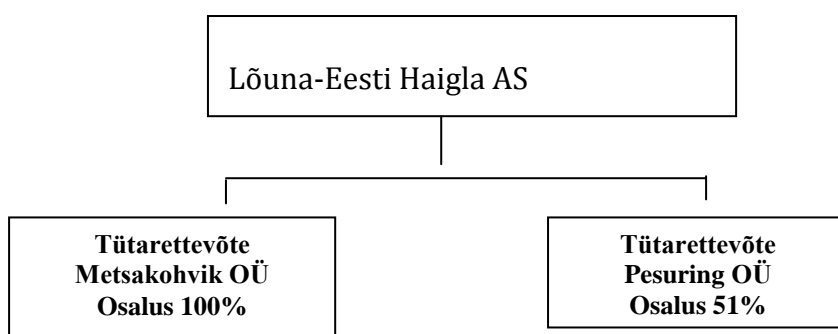 Lõuna-Eesti Haigla AS
Tütarettevõte
Metsakohvik OÜ
Osalus 100%
Tütarettevõte
Pesuring OÜ
Osalus 51%